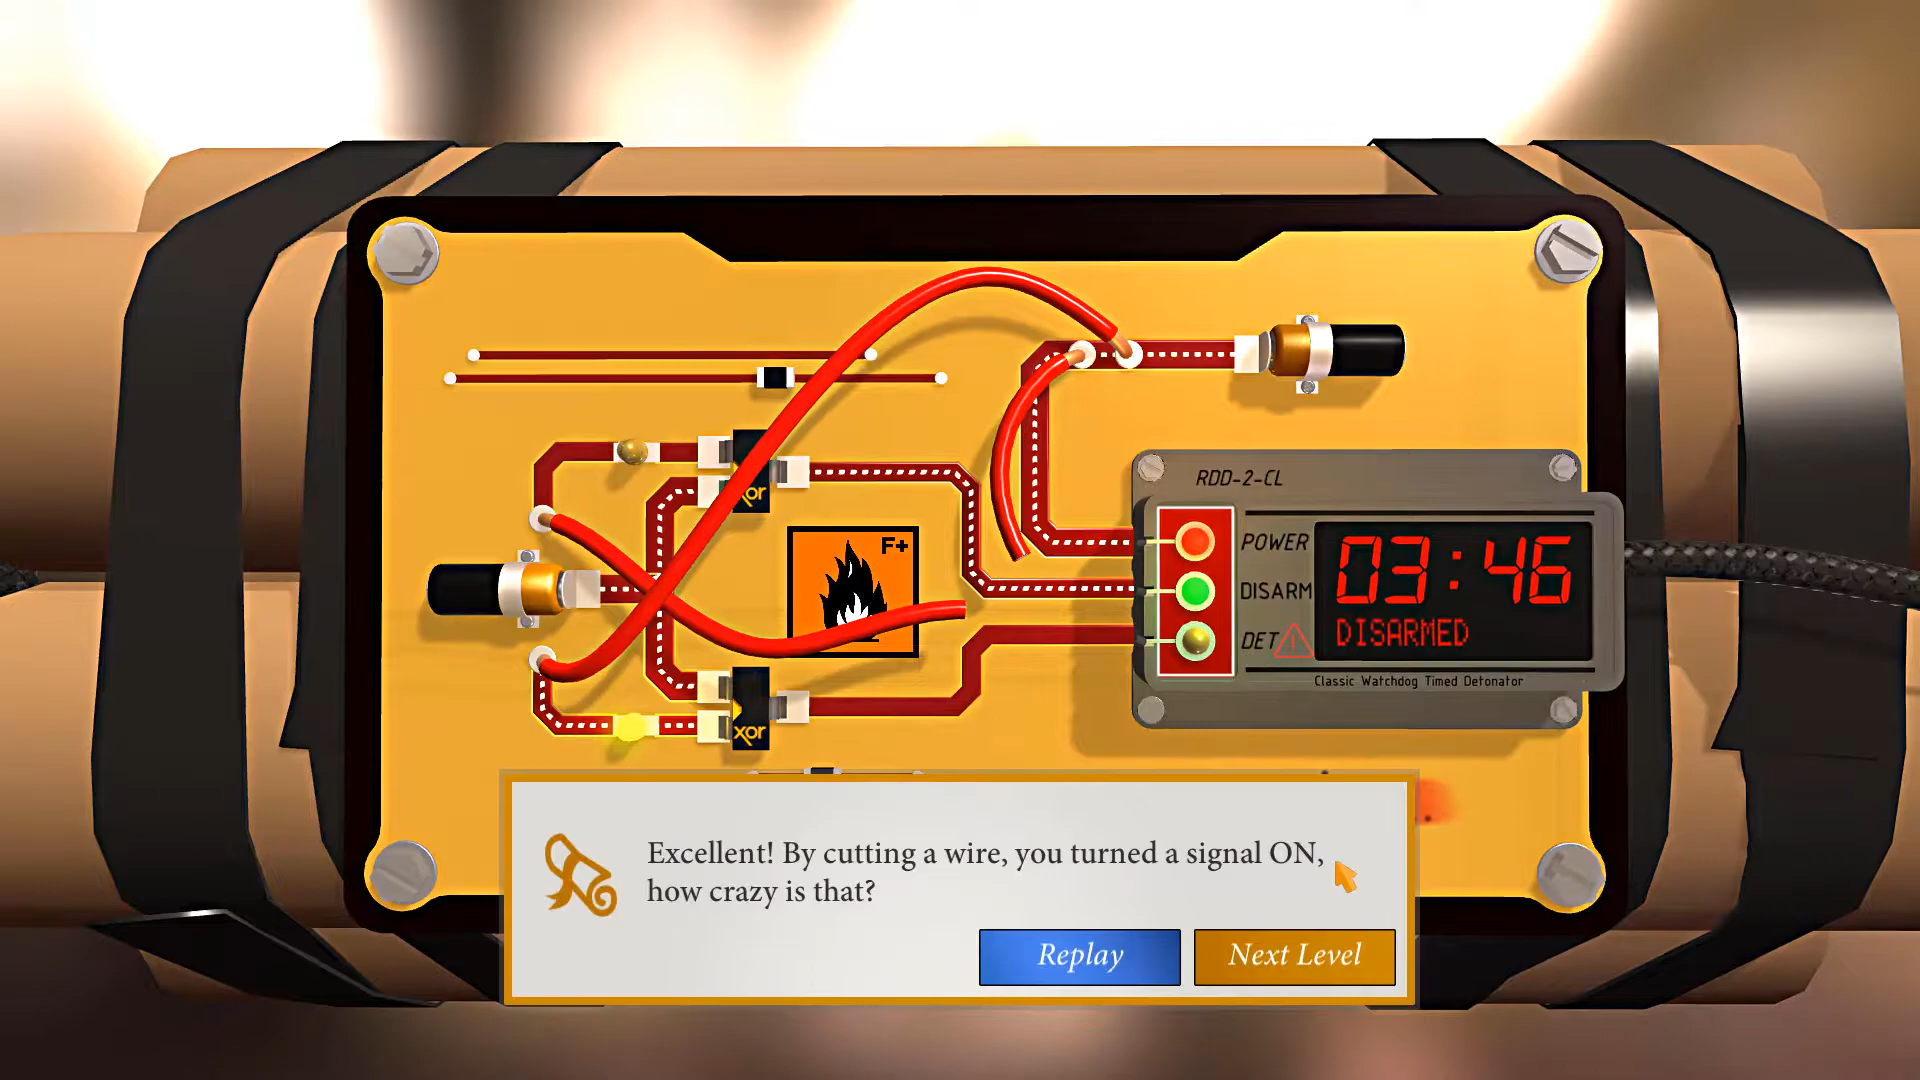 RDD-2-CL
xor
F+
POWER
DISARM
DET
03:46
DISARMED
Classic Watchdog Timed Detonator
xor
Excellent! By cutting a wire, you turned a signal ON,
how crazy is that?
Replay
Next Level